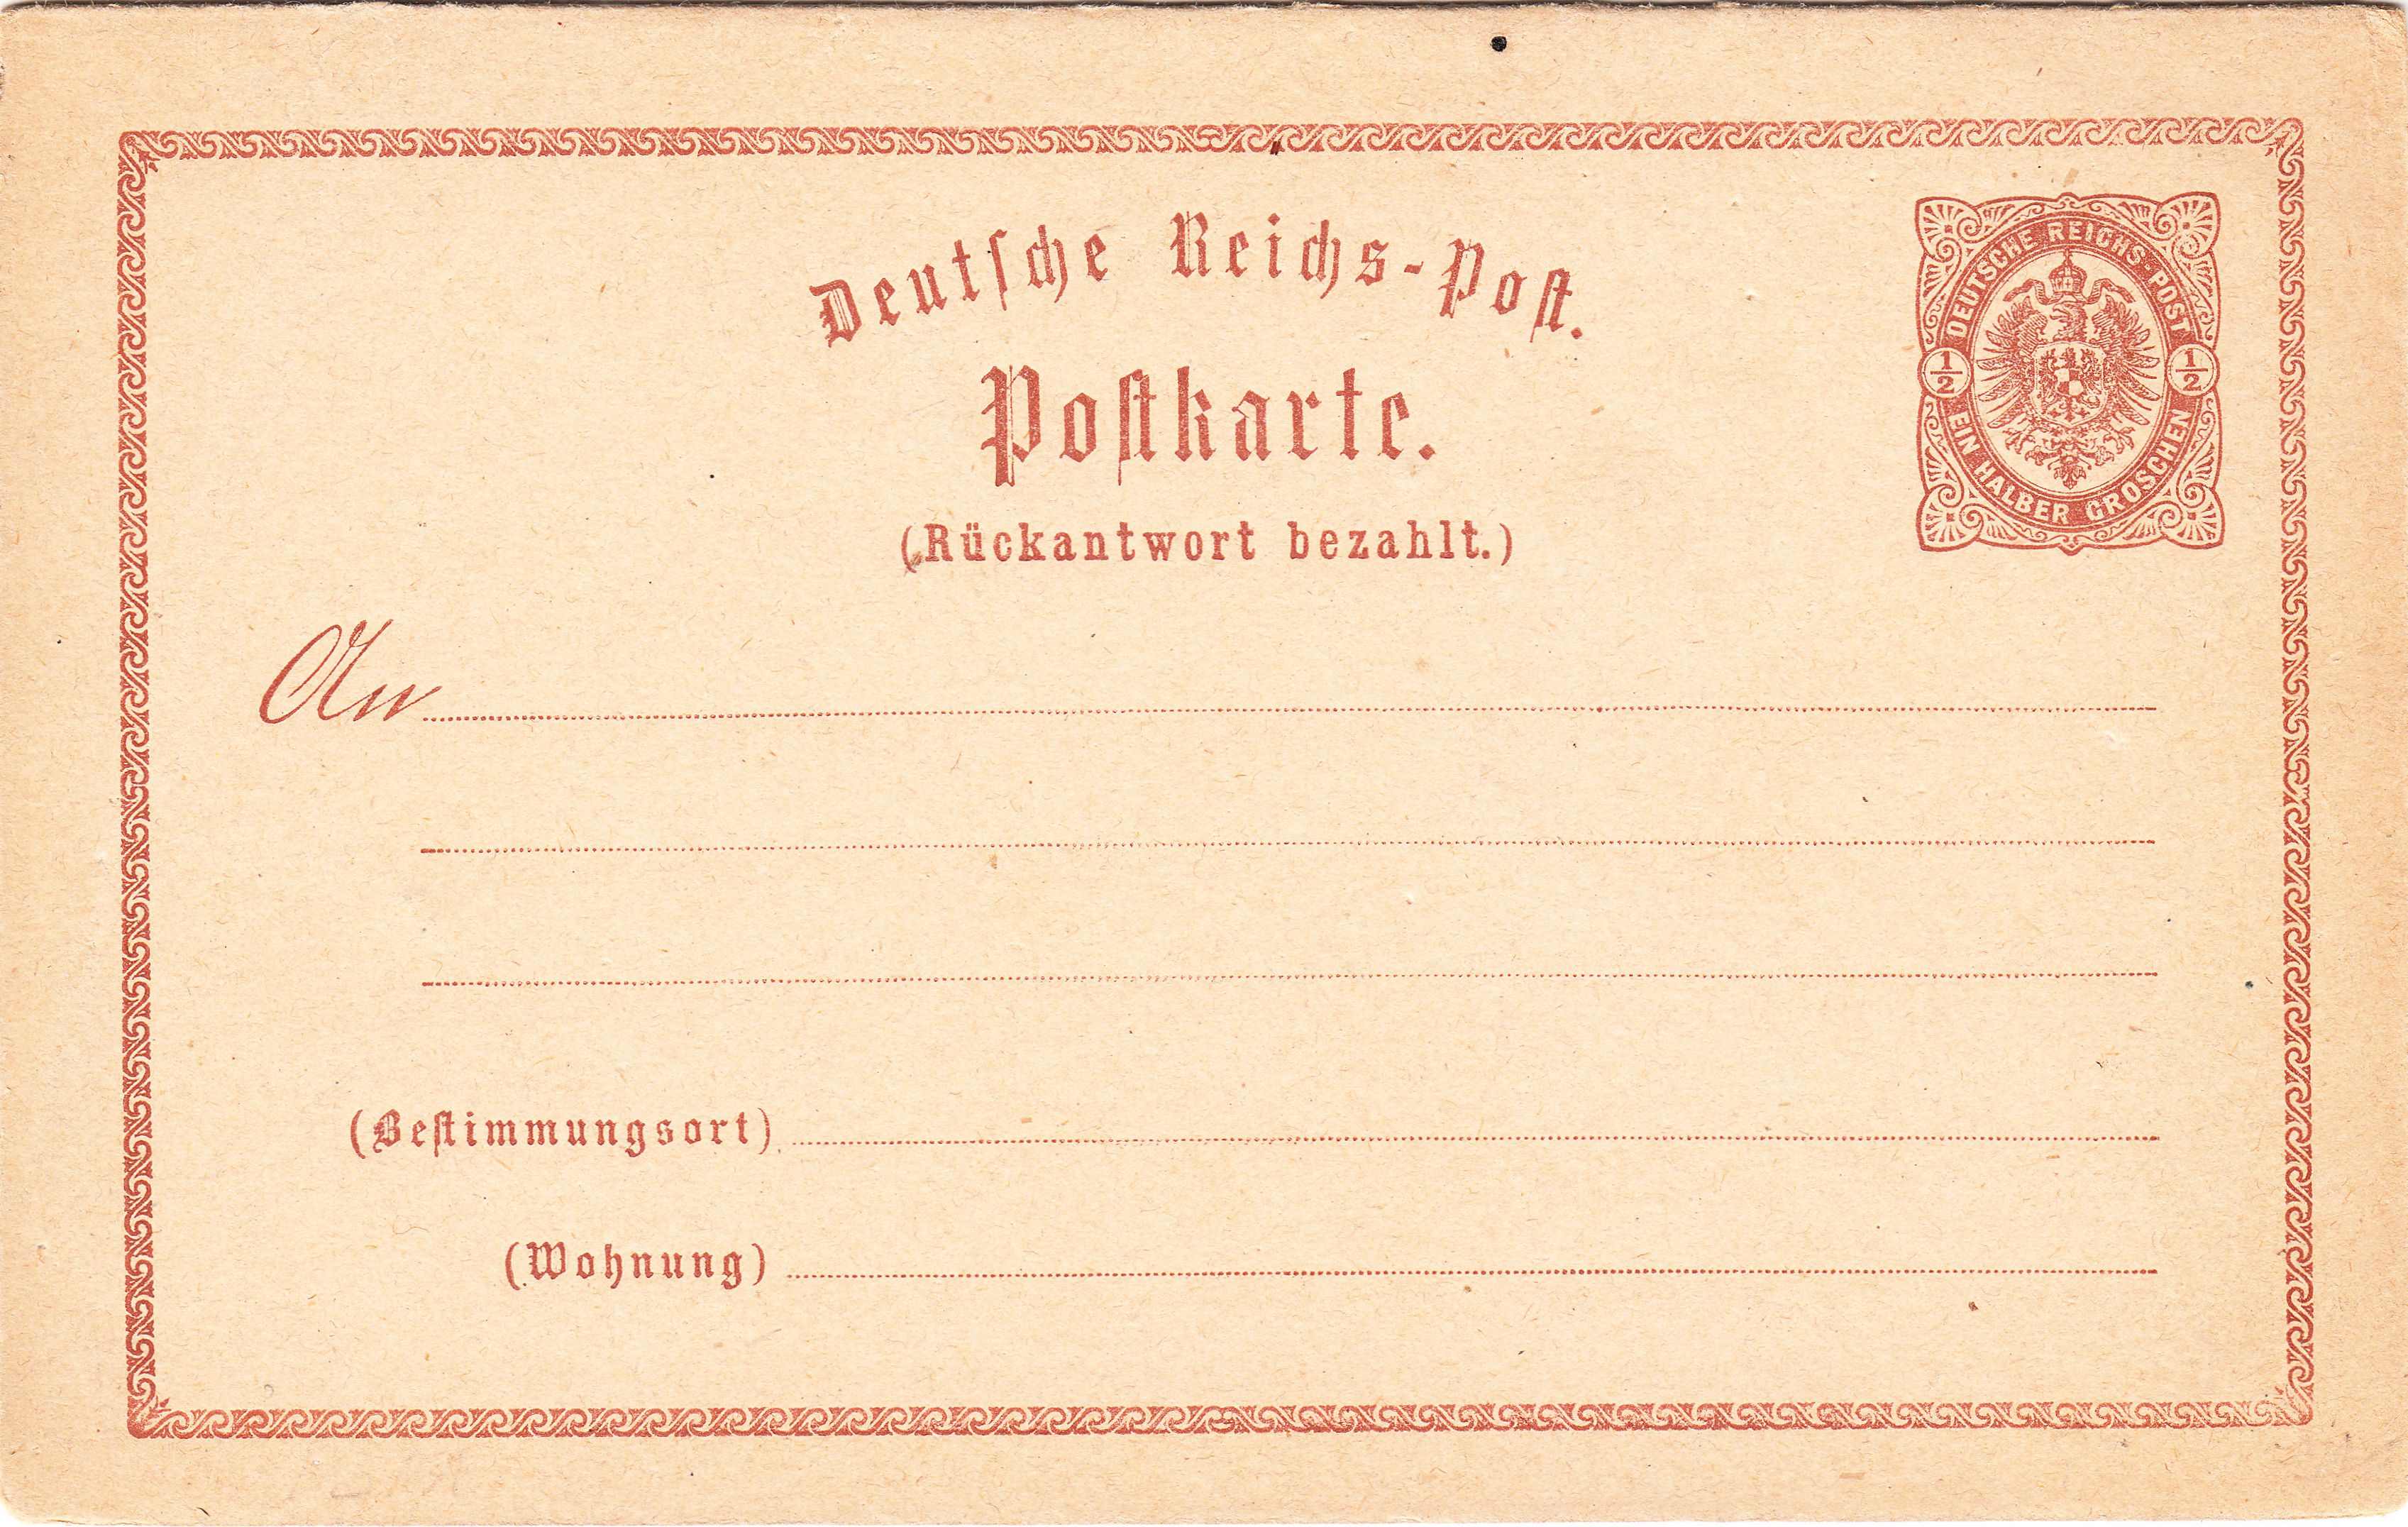 Deutſche Reichs-Poſt.
Poſtkarte.
(Rückantwort bezahlt.)
DEUTSCHE REICHS-POST
1/2 1/2
EIN HALBER GROSCHEN
An
(Beſtimmungsort)
(Wohnung)